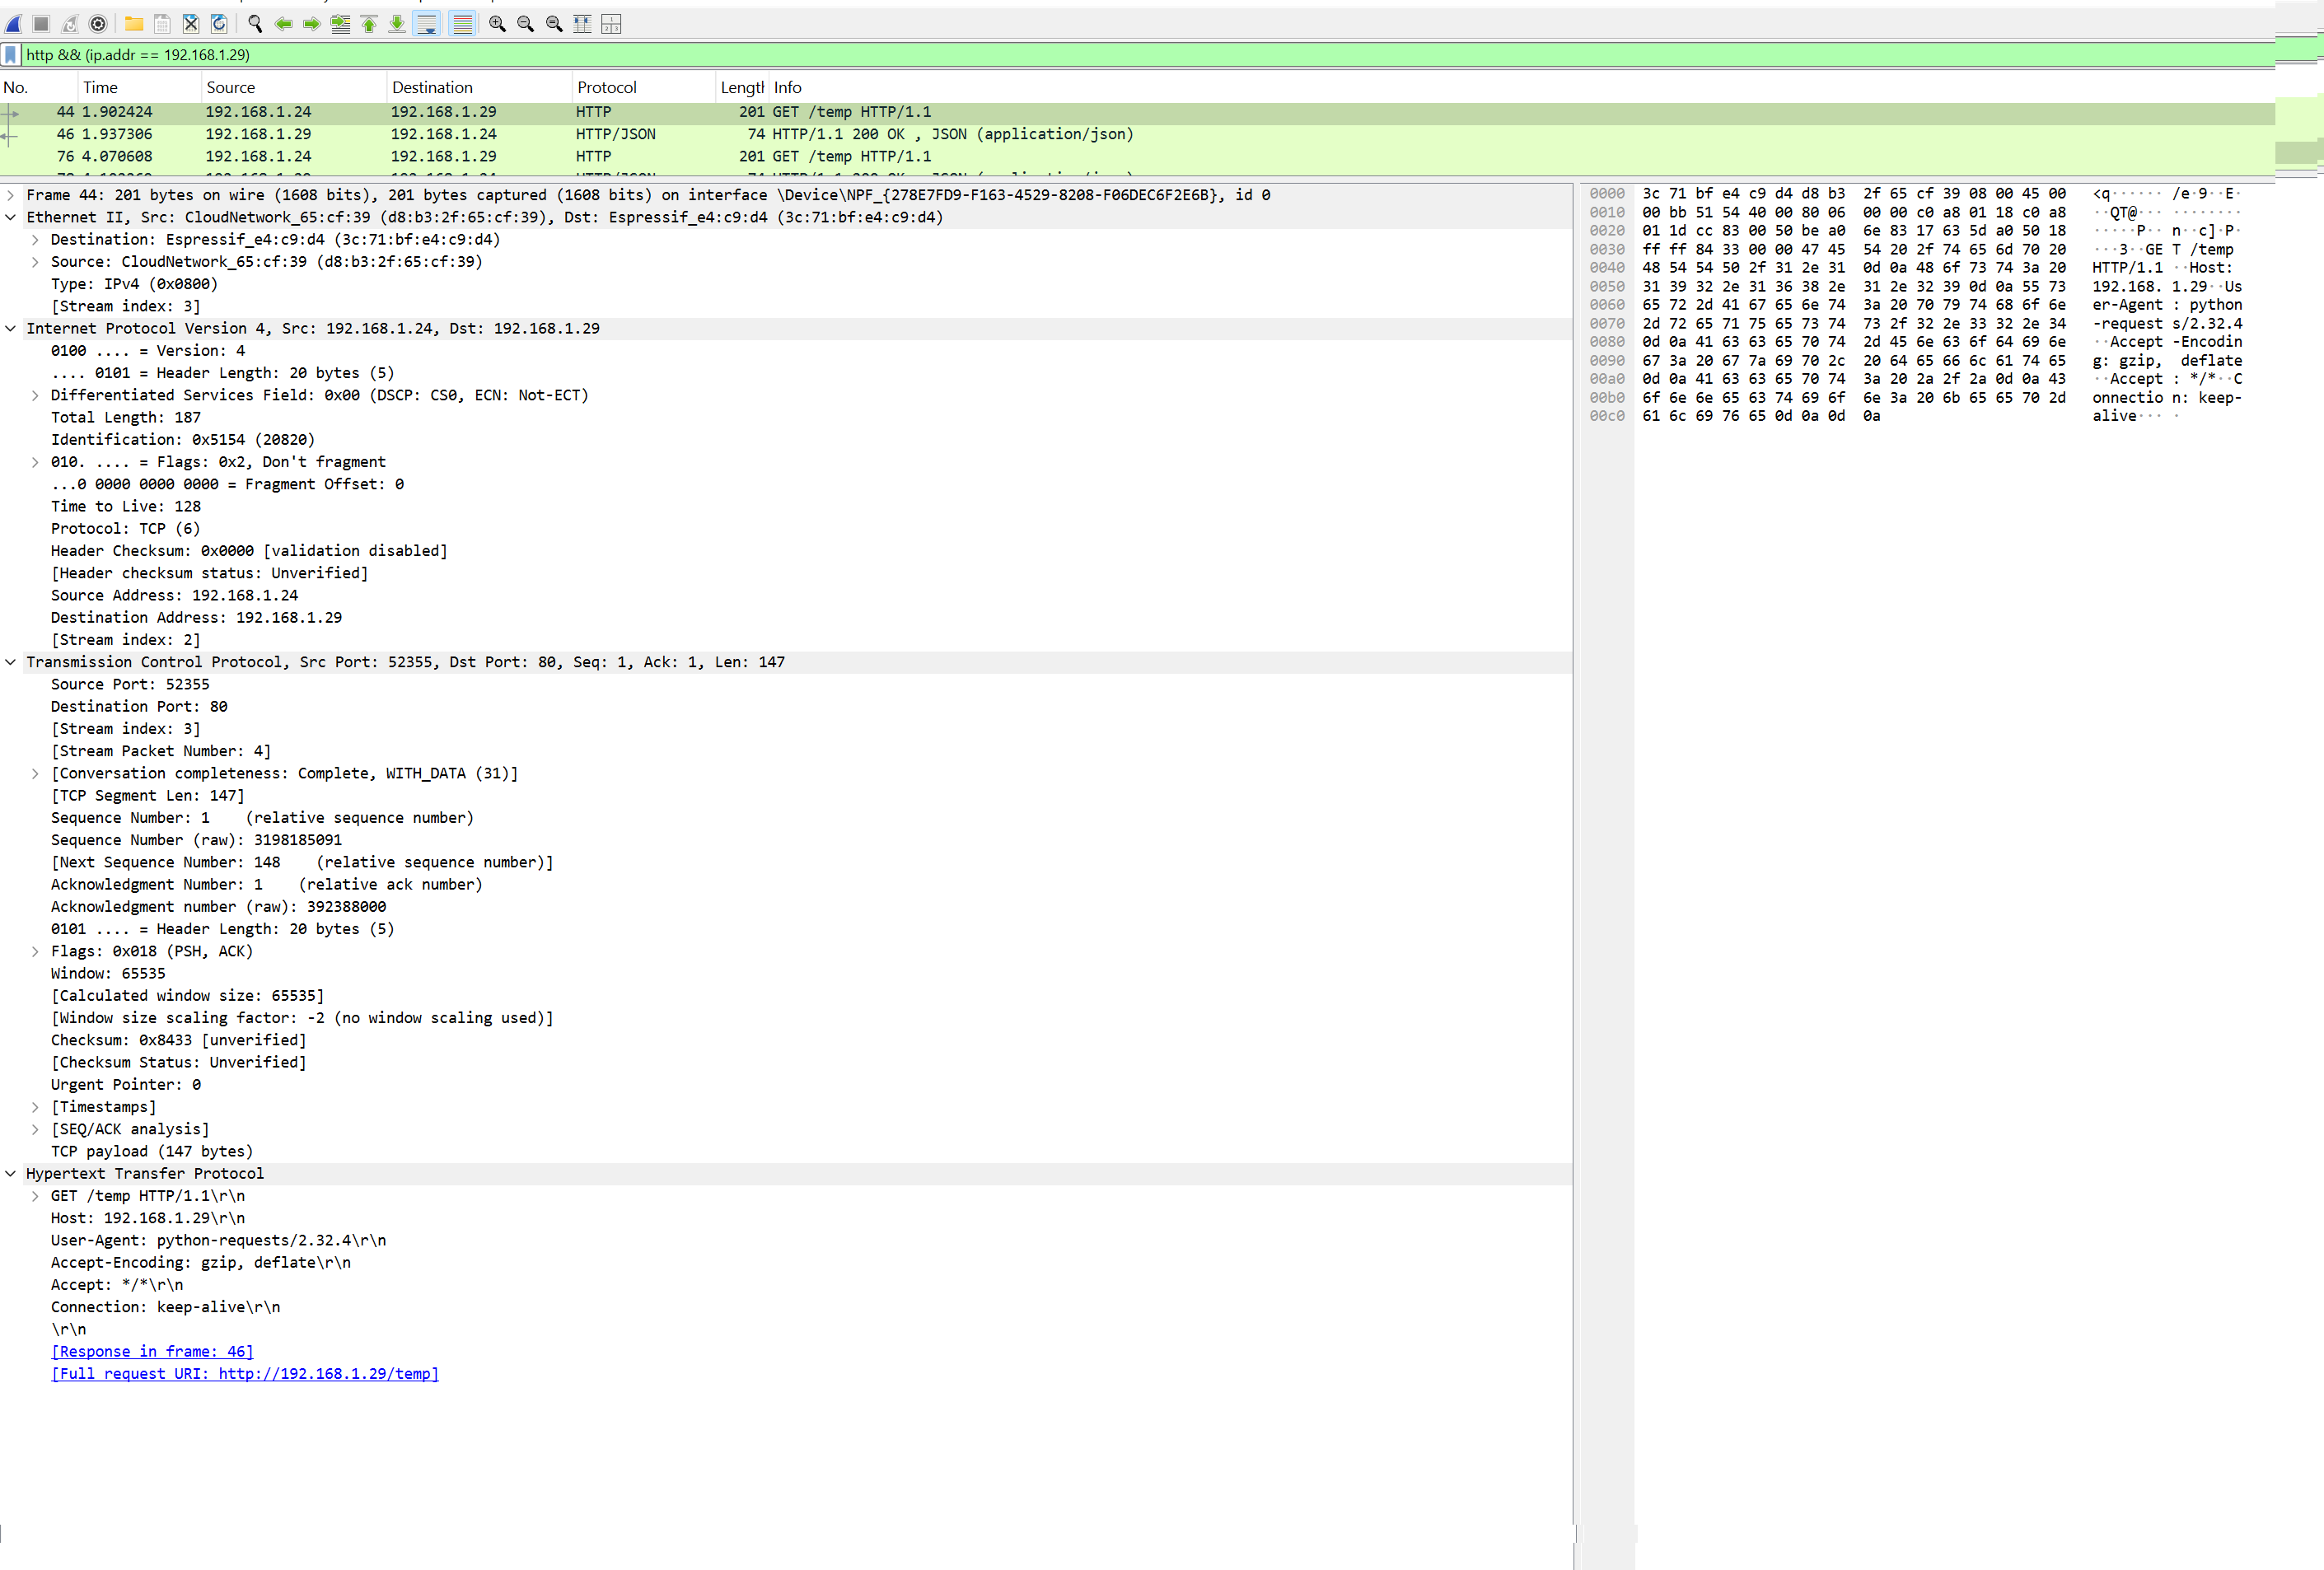 http && (ip.addr == 192.168.1.29)
No. Time Source Destination Protocol Length Info
44 1.902424 192.168.1.24 192.168.1.29 HTTP 201 GET /temp HTTP/1.1
46 1.937306 192.168.1.29 192.168.1.24 HTTP/JSON 74 HTTP/1.1 200 OK , JSON (application/json)
76 4.070608 192.168.1.24 192.168.1.29 HTTP 201 GET /temp HTTP/1.1
Frame 44: 201 bytes on wire (1608 bits), 201 bytes captured (1608 bits) on interface \Device\NPF_{278E7FD9-F163-4529-8208-F06DEC6F2E6B}, id 0
Ethernet II, Src: CloudNetwork_65:cf:39 (d8:b3:2f:65:cf:39), Dst: Espressif_e4:c9:d4 (3c:71:bf:e4:c9:d4)
Destination: Espressif_e4:c9:d4 (3c:71:bf:e4:c9:d4)
Source: CloudNetwork_65:cf:39 (d8:b3:2f:65:cf:39)
Type: IPv4 (0x0800)
[Stream index: 3]
Internet Protocol Version 4, Src: 192.168.1.24, Dst: 192.168.1.29
0100 .... = Version: 4
.... 0101 = Header Length: 20 bytes (5)
Differentiated Services Field: 0x00 (DSCP: CS0, ECN: Not-ECT)
Total Length: 187
Identification: 0x5154 (20820)
010. .... = Flags: 0x2, Don't fragment
...0 0000 0000 0000 = Fragment Offset: 0
Time to Live: 128
Protocol: TCP (6)
Header Checksum: 0x0000 [validation disabled]
[Header checksum status: Unverified]
Source Address: 192.168.1.24
Destination Address: 192.168.1.29
[Stream index: 2]
Transmission Control Protocol, Src Port: 52355, Dst Port: 80, Seq: 1, Ack: 1, Len: 147
Source Port: 52355
Destination Port: 80
[Stream index: 3]
[Stream Packet Number: 4]
[Conversation completeness: Complete, WITH_DATA (31)]
[TCP Segment Len: 147]
Sequence Number: 1    (relative sequence number)
Sequence Number (raw): 3198185091
[Next Sequence Number: 148    (relative sequence number)]
Acknowledgment Number: 1    (relative ack number)
Acknowledgment number (raw): 392388000
0101 .... = Header Length: 20 bytes (5)
Flags: 0x018 (PSH, ACK)
Window: 65535
[Calculated window size: 65535]
[Window size scaling factor: -2 (no window scaling used)]
Checksum: 0x8433 [unverified]
[Checksum Status: Unverified]
Urgent Pointer: 0
[Timestamps]
[SEQ/ACK analysis]
TCP payload (147 bytes)
Hypertext Transfer Protocol
GET /temp HTTP/1.1\r\n
Host: 192.168.1.29\r\n
User-Agent: python-requests/2.32.4\r\n
Accept-Encoding: gzip, deflate\r\n
Accept: */*\r\n
Connection: keep-alive\r\n
\r\n
[Response in frame: 46]
[Full request URI: http://192.168.1.29/temp]
0000 3c 71 bf e4 c9 d4 d8 b3 2f 65 cf 39 08 00 45 00 <q······ /e·9··E·
0010 00 bb 51 54 40 00 80 06 00 00 c0 a8 01 18 c0 a8 ··QT@··· ········
0020 01 1d cc 83 00 50 be a0 6e 83 17 63 5d a0 50 18 ·····P·· n··c]·P·
0030 ff ff 84 33 00 00 47 45 54 20 2f 74 65 6d 70 20 ···3··GE T /temp
0040 48 54 54 50 2f 31 2e 31 0d 0a 48 6f 73 74 3a 20 HTTP/1.1 ··Host:
0050 31 39 32 2e 31 36 38 2e 31 2e 32 39 0d 0a 55 73 192.168. 1.29··Us
0060 65 72 2d 41 67 65 6e 74 3a 20 70 79 74 68 6f 6e er-Agent : python
0070 2d 72 65 71 75 65 73 74 73 2f 32 2e 33 32 2e 34 -request s/2.32.4
0080 0d 0a 41 63 63 65 70 74 2d 45 6e 63 6f 64 69 6e ··Accept -Encodin
0090 67 3a 20 67 7a 69 70 2c 20 64 65 66 6c 61 74 65 g: gzip, deflate
00a0 0d 0a 41 63 63 65 70 74 3a 20 2a 2f 2a 0d 0a 43 ··Accept : */*··C
00b0 6f 6e 6e 65 63 74 69 6f 6e 3a 20 6b 65 65 70 2d onnectio n: keep-
00c0 61 6c 69 76 65 0d 0a 0d 0a alive··· ·